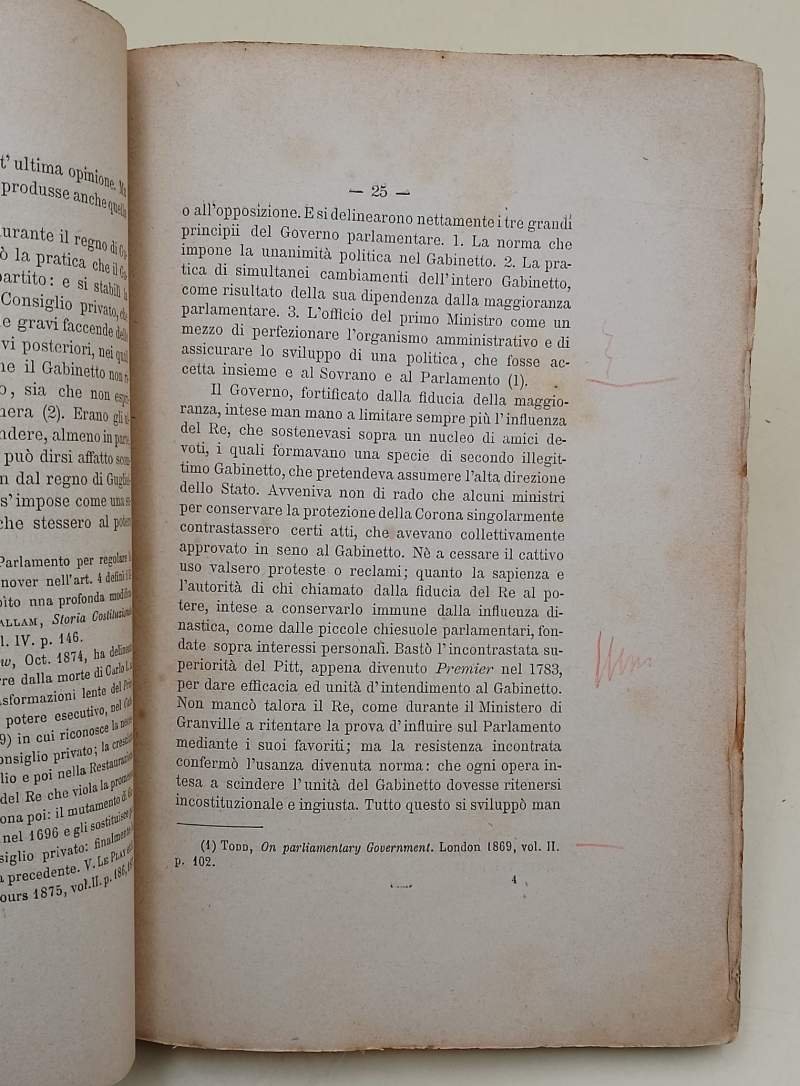 t' ultima opinione. Ma
produsse anche quella
urante il regno di
ò la pratica che il
partito: e si stabilì
Consiglio privato, che
e gravi faccende delle
vi posteriori, nei quali
il Gabinetto non
o, sia che non
nera (2). Erano gli
ndere, almeno in parte
può dirsi affatto
n dal regno di
s' impose come una
che stessero al potere
Parlamento per regolare
nover nell'art. 4 definì
bìto nna profonda
ALLAM, Storia Costituzionale
l. IV. p. 146.
w, Oct. 1874, ha
rre dalla morte di Carlo
sformazioni lente del
potere esecutivo, nel
9) in cui riconosce la
onsiglio privato; la
lio e poi nella Restaurazione
del Re che viola la
ona poi: il mutamento di
nel 1696 e gli
siglio privato: finalmente
a precedente. V. LE PLAY
ours 1875, vol. II. p. 186,
— 25 —
o all'opposizione. E si delinearono nettamente i tre grandi
principii del Governo parlamentare. 1. La norma che
impone la unanimità politica nel Gabinetto. 2. La pra-
tica di simultanei cambiamenti dell'intero Gabinetto,
come risultato della sua dipendenza dalla maggioranza
parlamentare. 3. L'officio del primo Ministro come un
mezzo di perfezionare l'organismo amministrativo e di
assicurare lo sviluppo di una politica, che fosse ac-
cetta insieme e al Sovrano e al Parlamento (1).
Il Governo, fortificato dalla fiducia della maggio-
ranza, intese man mano a limitare sempre più l'influenza
del Re, che sostenevasi sopra un nucleo di amici de-
voti, i quali formavano una specie di secondo illegit-
timo Gabinetto, che pretendeva assumere l'alta direzione
dello Stato. Avveniva non di rado che alcuni ministri
per conservare la protezione della Corona singolarmente
contrastassero certi atti, che avevano collettivamente
approvato in seno al Gabinetto. Nè a cessare il cattivo
uso valsero proteste o reclami; quanto la sapienza e
l'autorità di chi chiamato dalla fiducia del Re al po-
tere, intese a conservarlo immune dalla influenza di-
nastica, come dalle piccole chiesuole parlamentari, fon-
date sopra interessi personali. Bastò l'incontrastata su-
periorità del Pitt, appena divenuto Premier nel 1783,
per dare efficacia ed unità d'intendimento al Gabinetto.
Non mancò talora il Re, come durante il Ministero di
Granville a ritentare la prova d'influire sul Parlamento
mediante i suoi favoriti; ma la resistenza incontrata
confermò l'usanza divenuta norma: che ogni opera in-
tesa a scindere l'unità del Gabinetto dovesse ritenersi
incostituzionale e ingiusta. Tutto questo si sviluppò man
(1) TODD, On parliamentary Government. London 1869, vol. II.
p. 102.
4